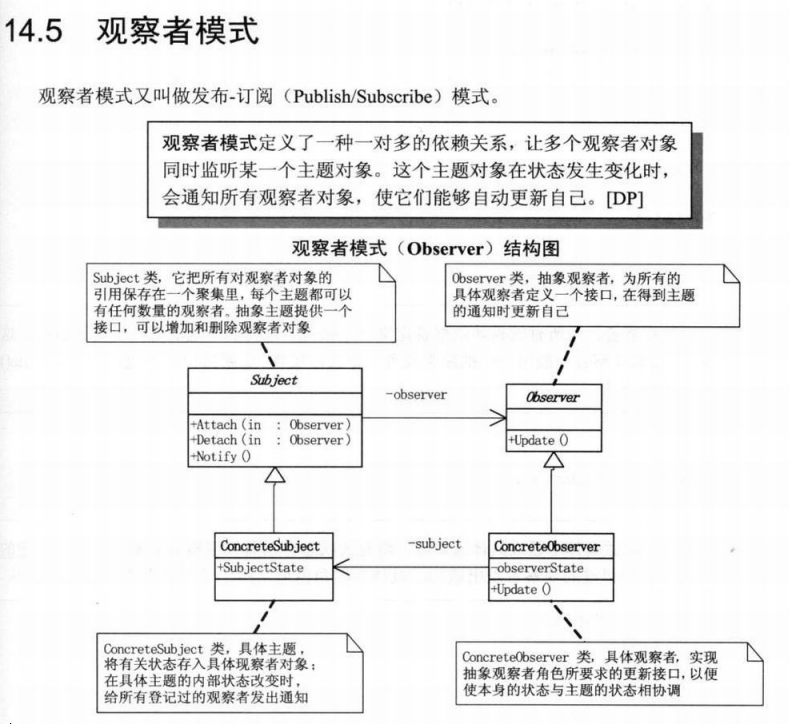 14.5 观察者模式
观察者模式又叫做发布-订阅（Publish/Subscribe）模式。
观察者模式定义了一种一对多的依赖关系，让多个观察者对象
同时监听某一个主题对象。这个主题对象在状态发生变化时，
会通知所有观察者对象，使它们能够自动更新自己。[DP]
观察者模式（Observer）结构图
Subject 类，它把所有对观察者对象的
引用保存在一个聚集里，每个主题都可以
有任何数量的观察者。抽象主题提供一个
接口，可以增加和删除观察者对象
Observer 类，抽象观察者，为所有的
具体观察者定义一个接口，在得到主题
的通知时更新自己
Subject
+Attach(in : Observer)
+Detach(in : Observer)
+Notify()
-observer
Observer
+Update()
ConcreteSubject
+SubjectState
-subject
ConcreteObserver
-observerState
+Update()
ConcreteSubject 类，具体主题，
将有关状态存入具体现察者对象；
在具体主题的内部状态改变时，
给所有登记过的观察者发出通知
ConcreteObserver 类，具体观察者，实现
抽象观察者角色所要求的更新接口，以便
使本身的状态与主题的状态相协调